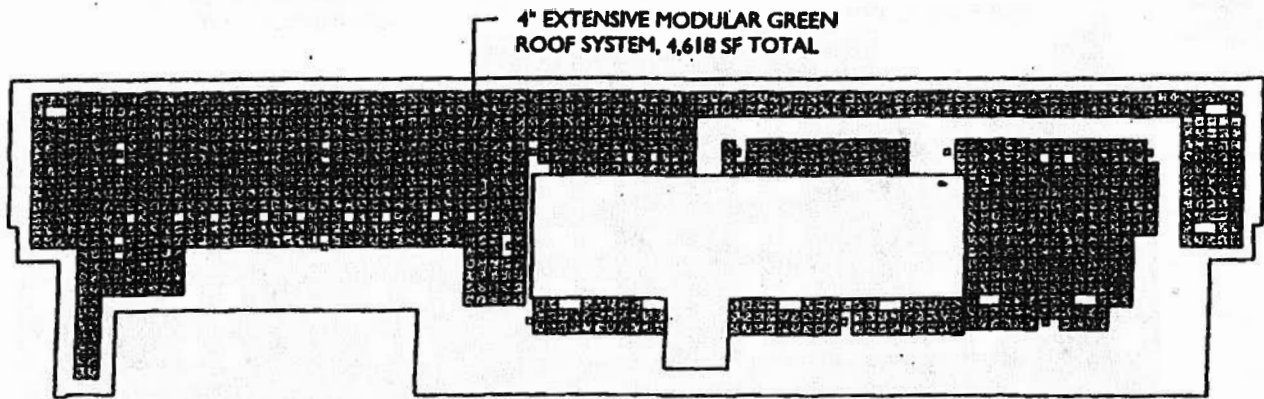 4" EXTENSIVE MODULAR GREEN
ROOF SYSTEM, 4,618 SF TOTAL